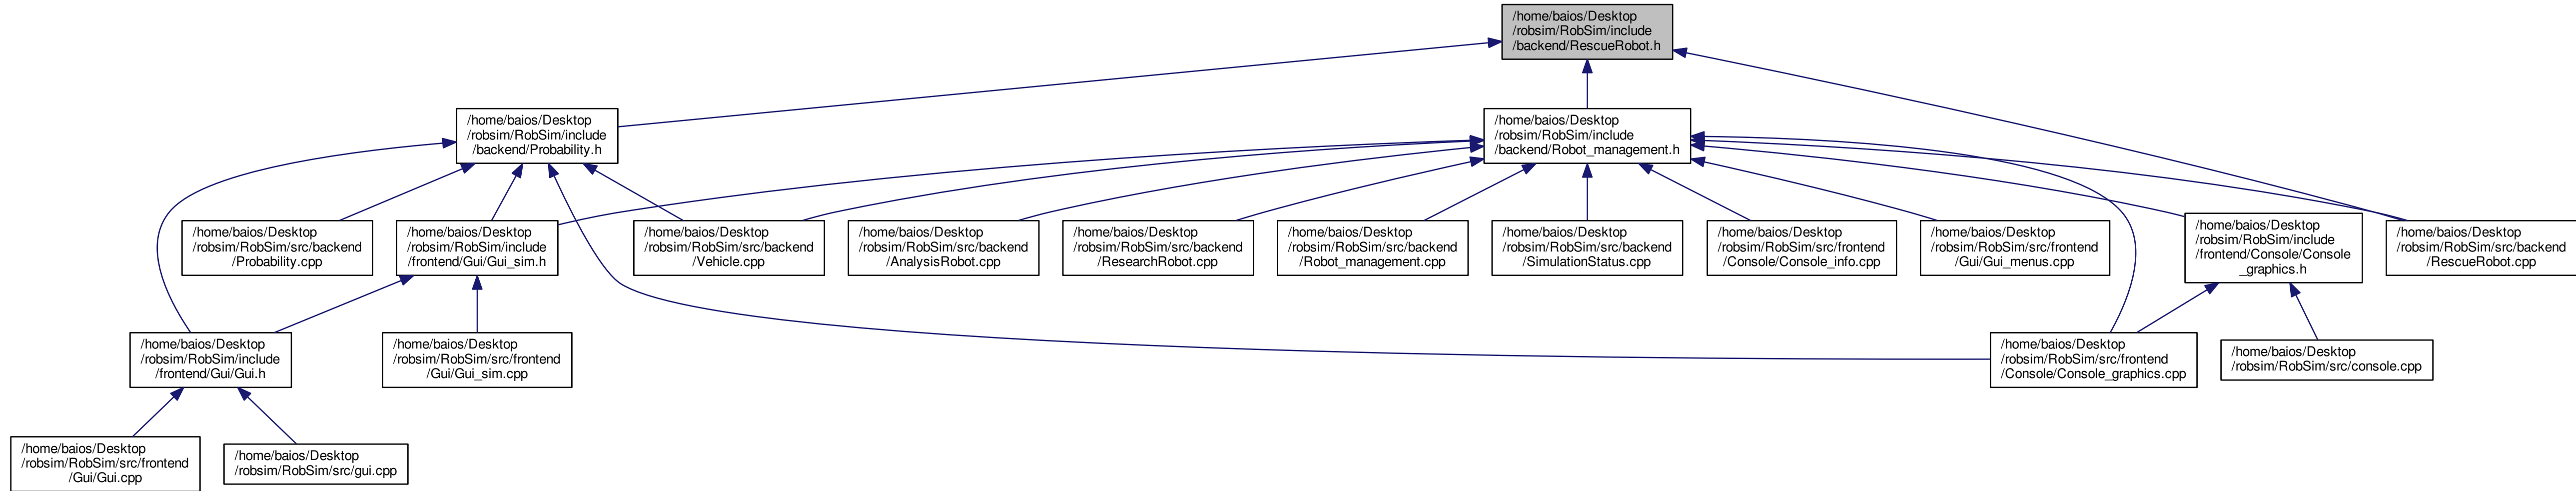 /home/baios/Desktop
/robsim/RobSim/include
/backend/RescueRobot.h
/home/baios/Desktop
/robsim/RobSim/include
/backend/Probability.h
/home/baios/Desktop
/robsim/RobSim/include
/backend/Robot_management.h
/home/baios/Desktop
/robsim/RobSim/src/backend
/Probability.cpp
/home/baios/Desktop
/robsim/RobSim/include
/frontend/Gui/Gui_sim.h
/home/baios/Desktop
/robsim/RobSim/src/backend
/Vehicle.cpp
/home/baios/Desktop
/robsim/RobSim/src/backend
/AnalysisRobot.cpp
/home/baios/Desktop
/robsim/RobSim/src/backend
/ResearchRobot.cpp
/home/baios/Desktop
/robsim/RobSim/src/backend
/Robot_management.cpp
/home/baios/Desktop
/robsim/RobSim/src/backend
/SimulationStatus.cpp
/home/baios/Desktop
/robsim/RobSim/src/frontend
/Console/Console_info.cpp
/home/baios/Desktop
/robsim/RobSim/src/frontend
/Gui/Gui_menus.cpp
/home/baios/Desktop
/robsim/RobSim/include
/frontend/Console/Console
_graphics.h
/home/baios/Desktop
/robsim/RobSim/src/backend
/RescueRobot.cpp
/home/baios/Desktop
/robsim/RobSim/include
/frontend/Gui/Gui.h
/home/baios/Desktop
/robsim/RobSim/src/frontend
/Gui/Gui_sim.cpp
/home/baios/Desktop
/robsim/RobSim/src/frontend
/Console/Console_graphics.cpp
/home/baios/Desktop
/robsim/RobSim/src/console.cpp
/home/baios/Desktop
/robsim/RobSim/src/frontend
/Gui/Gui.cpp
/home/baios/Desktop
/robsim/RobSim/src/gui.cpp